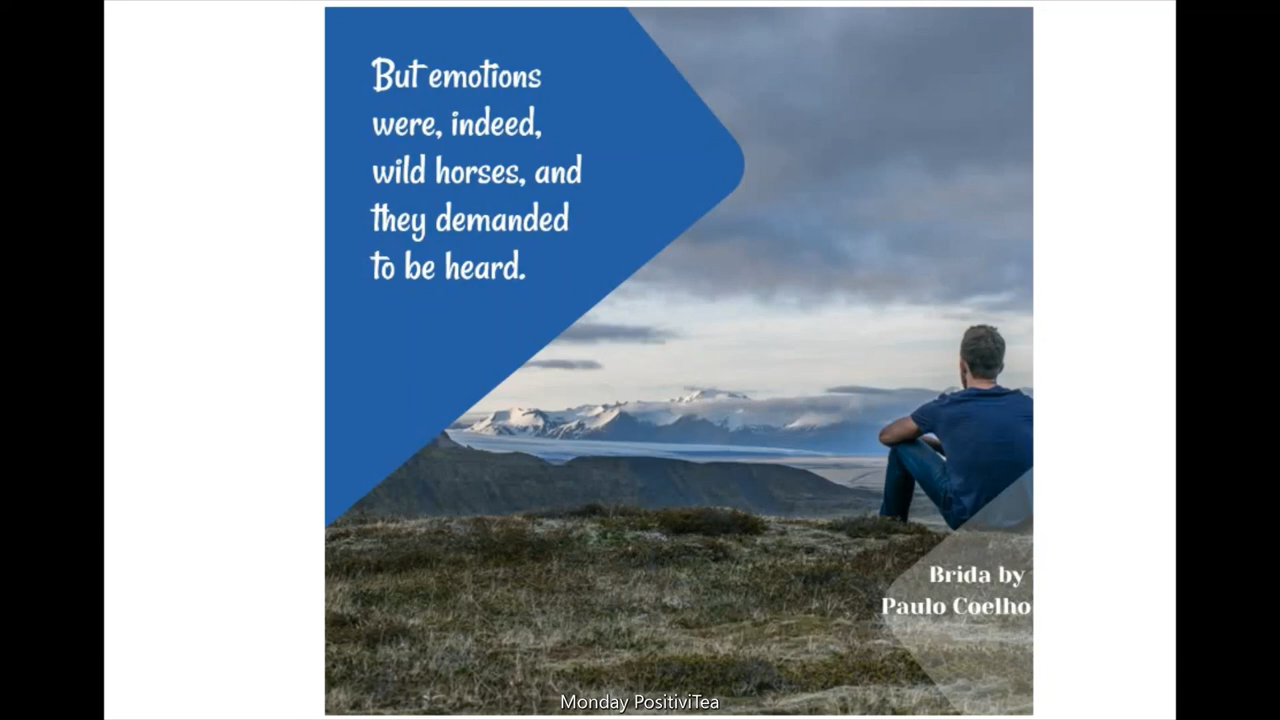 But emotions
were, indeed,
wild horses, and
they demanded
to be heard.
Brida by
Paulo Coelho
Monday PositiviTea